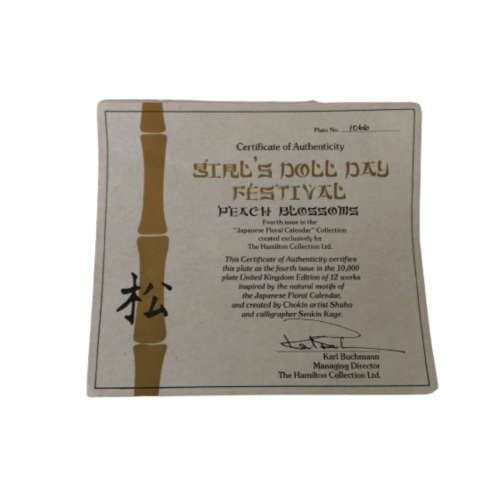 Plate No. 1066
Certificate of Authenticity
GIRL'S DOLL DAY
FESTIVAL
PEACH BLOSSOMS
Fourth issue in the
"Japanese Floral Calendar" Collection
created exclusively for
The Hamilton Collection Ltd.
This Certificate of Authenticity certifies
this plate as the fourth issue in the 10,000
plate United Kingdom Edition of 12 works
inspired by the natural motifs of
the Japanese Floral Calendar,
and created by Chokin artist Shuho
and calligrapher Senkin Kage.
松
Karl Bachmann
Managing Director
The Hamilton Collection Ltd.